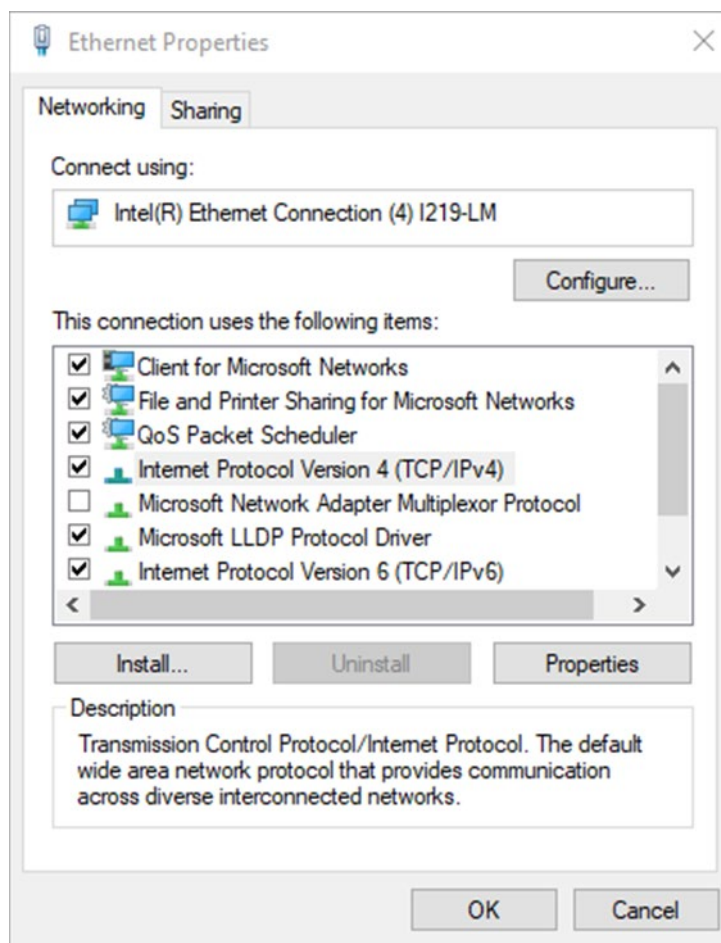 Ethernet Properties
Networking
Sharing
Connect using:
Intel(R) Ethernet Connection (4) I219-LM
Configure...
This connection uses the following items:
Client for Microsoft Networks
File and Printer Sharing for Microsoft Networks
QoS Packet Scheduler
Internet Protocol Version 4 (TCP/IPv4)
Microsoft Network Adapter Multiplexor Protocol
Microsoft LLDP Protocol Driver
Internet Protocol Version 6 (TCP/IPv6)
Install...
Uninstall
Properties
Description
Transmission Control Protocol/Internet Protocol. The default
wide area network protocol that provides communication
across diverse interconnected networks.
OK
Cancel